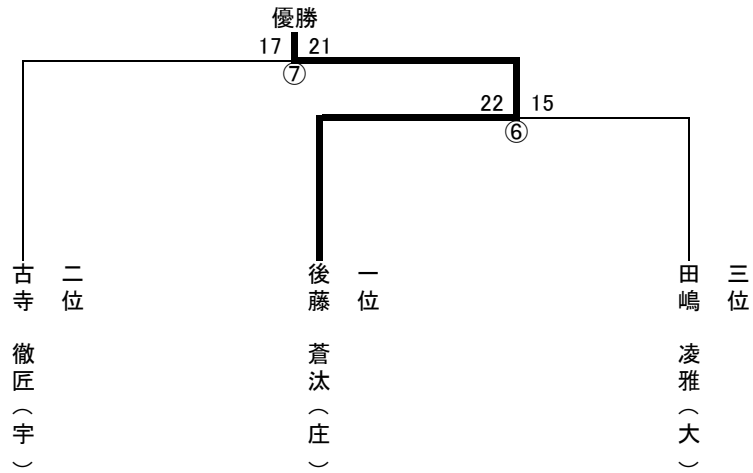 優勝
17 21
⑦
22 15
⑥
古寺 徹匠(宇)
二位
後藤 蒼汰(庄)
一位
田嶋 凌雅(大)
三位